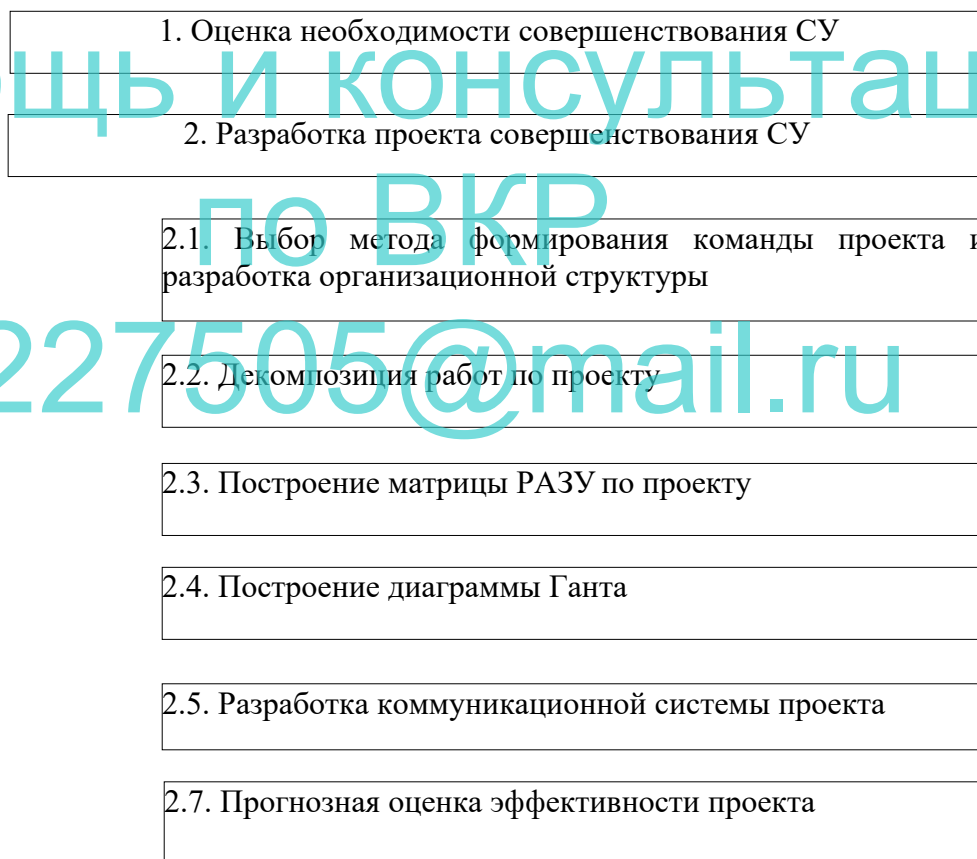 1. Оценка необходимости совершенствования СУ
щь и консультац
2. Разработка проекта совершенствования СУ
по ВКР
2.1. Выбор метода формирования команды проекта и
разработка организационной структуры
227505@mail.ru
2.2. Декомпозиция работ по проекту
2.3. Построение матрицы РАЗУ по проекту
2.4. Построение диаграммы Ганта
2.5. Разработка коммуникационной системы проекта
2.7. Прогнозная оценка эффективности проекта